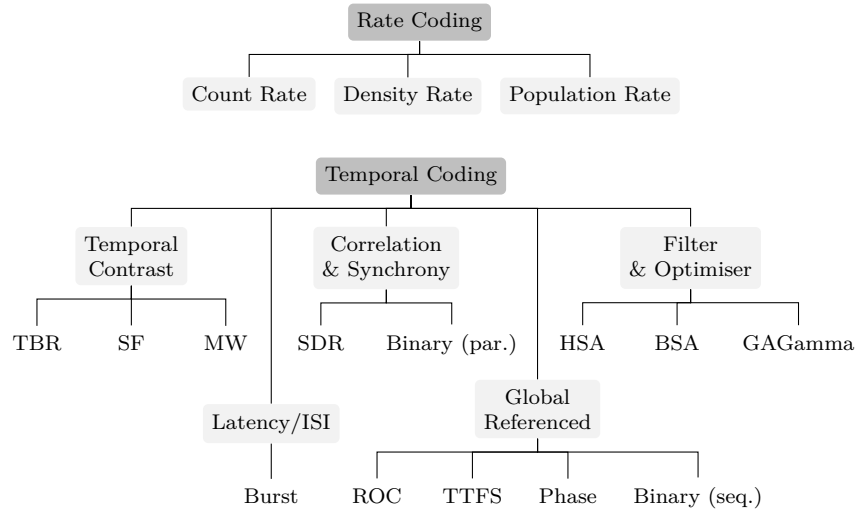 Rate Coding
Count Rate
Density Rate
Population Rate
Temporal Coding
Temporal
Contrast
Correlation
& Synchrony
Filter
& Optimiser
TBR
SF
MW
SDR
Binary (par.)
HSA
BSA
GAGamma
Latency/ISI
Global
Referenced
Burst
ROC
TTFS
Phase
Binary (seq.)